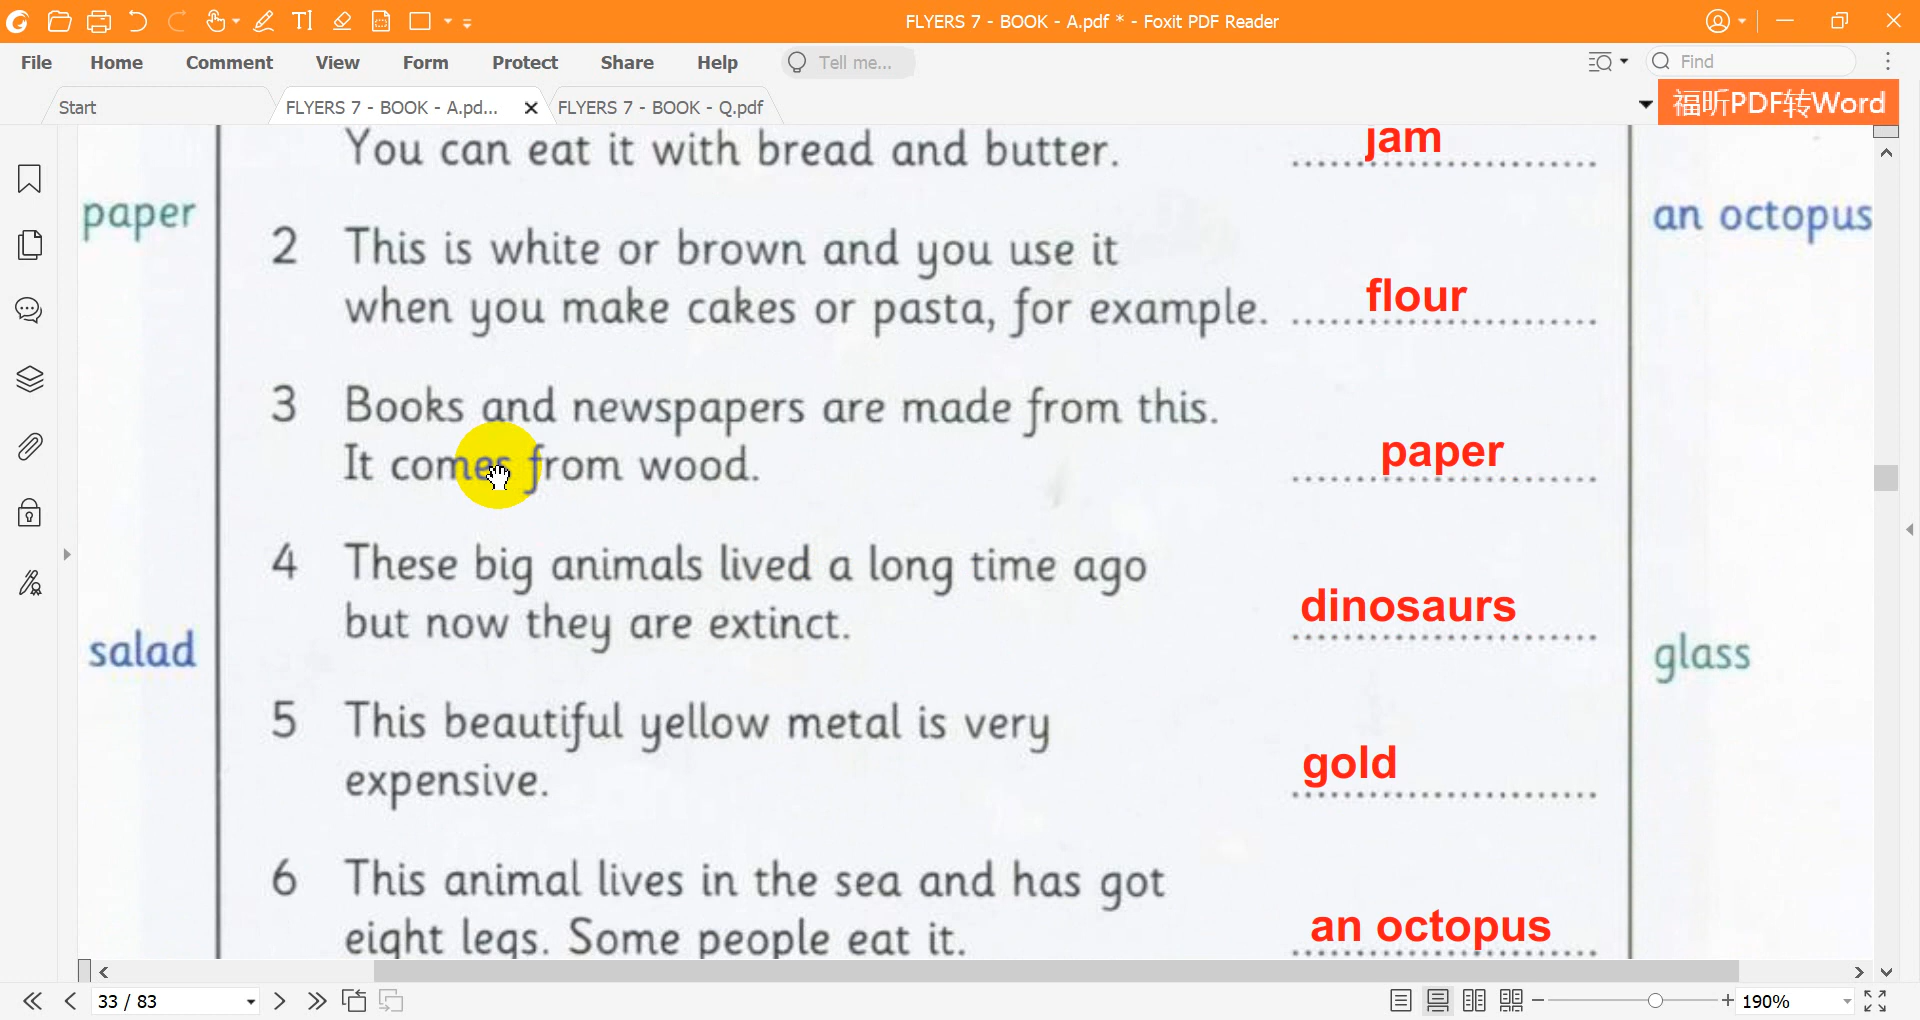 FLYERS 7 - BOOK - A.pdf * - Foxit PDF Reader
File Home Comment View Form Protect Share Help Tell me... Find
Start FLYERS 7 - BOOK - A.pd... FLYERS 7 - BOOK - Q.pdf 福昕PDF转Word
You can eat it with bread and butter. jam
paper an octopus
2 This is white or brown and you use it
when you make cakes or pasta, for example. flour
3 Books and newspapers are made from this.
It comes from wood. paper
4 These big animals lived a long time ago
but now they are extinct. dinosaurs
salad glass
5 This beautiful yellow metal is very
expensive. gold
6 This animal lives in the sea and has got
eight legs. Some people eat it. an octopus
33 / 83 190%